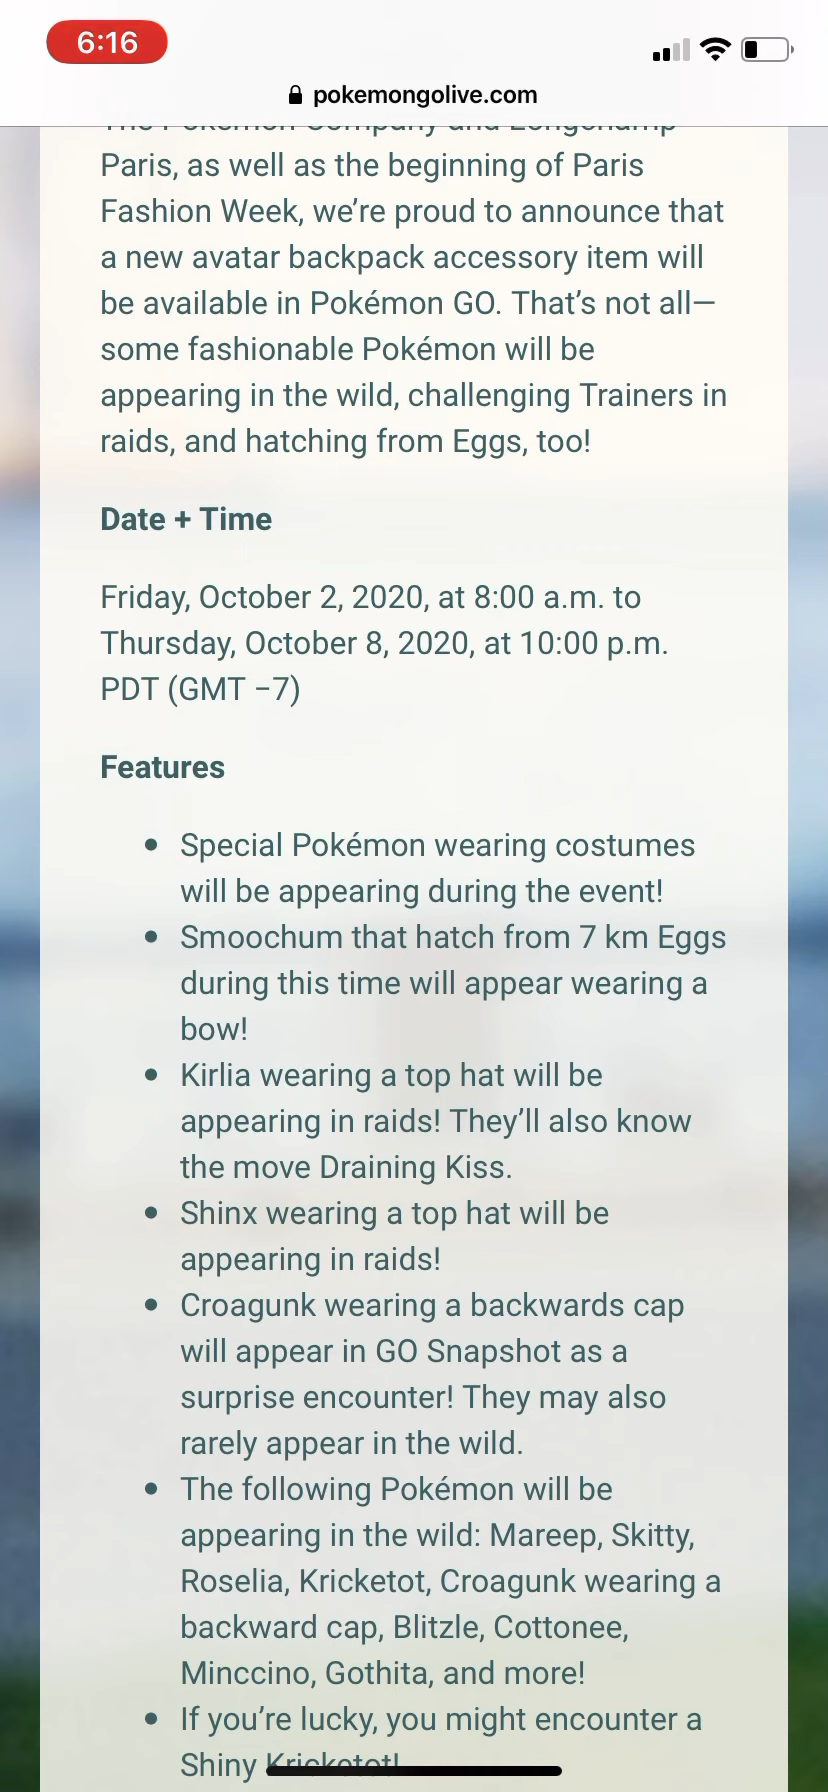 6:16
pokemongolive.com
The Pokémon Company and Longchamp
Paris, as well as the beginning of Paris
Fashion Week, we’re proud to announce that
a new avatar backpack accessory item will
be available in Pokémon GO. That’s not all—
some fashionable Pokémon will be
appearing in the wild, challenging Trainers in
raids, and hatching from Eggs, too!
Date + Time
Friday, October 2, 2020, at 8:00 a.m. to
Thursday, October 8, 2020, at 10:00 p.m.
PDT (GMT −7)
Features
• Special Pokémon wearing costumes
will be appearing during the event!
• Smoochum that hatch from 7 km Eggs
during this time will appear wearing a
bow!
• Kirlia wearing a top hat will be
appearing in raids! They’ll also know
the move Draining Kiss.
• Shinx wearing a top hat will be
appearing in raids!
• Croagunk wearing a backwards cap
will appear in GO Snapshot as a
surprise encounter! They may also
rarely appear in the wild.
• The following Pokémon will be
appearing in the wild: Mareep, Skitty,
Roselia, Kricketot, Croagunk wearing a
backward cap, Blitzle, Cottonee,
Minccino, Gothita, and more!
• If you’re lucky, you might encounter a
Shiny Kricketot!